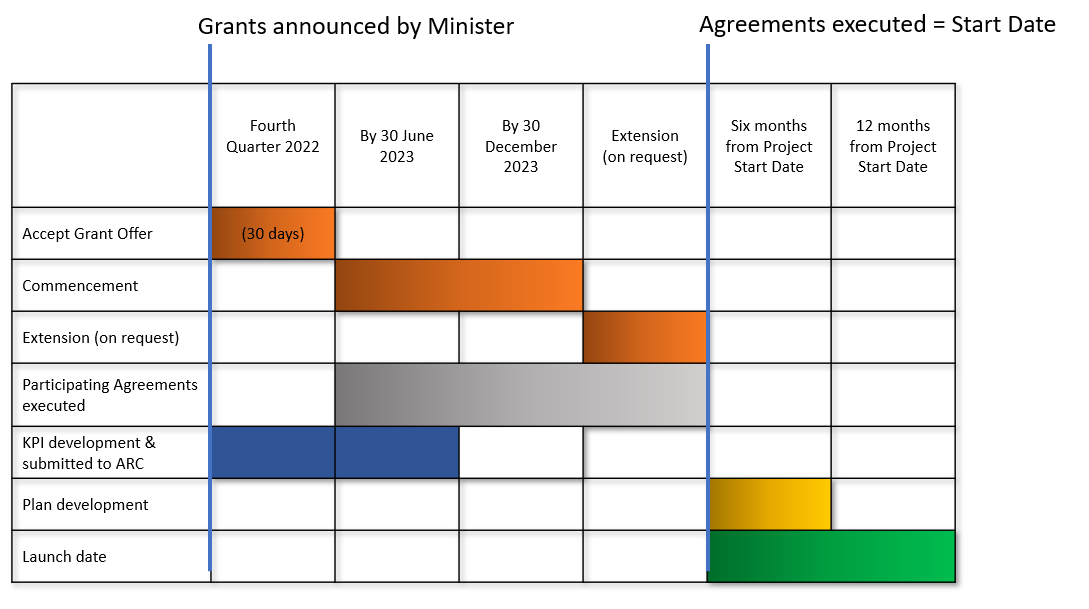 Grants announced by Minister
Agreements executed = Start Date
Fourth
Quarter 2022
By 30 June
2023
By 30
December
2023
Extension
(on request)
Six months
from Project
Start Date
12 months
from Project
Start Date
Accept Grant Offer
(30 days)
Commencement
Extension (on request)
Participating Agreements
executed
KPI development &
submitted to ARC
Plan development
Launch date